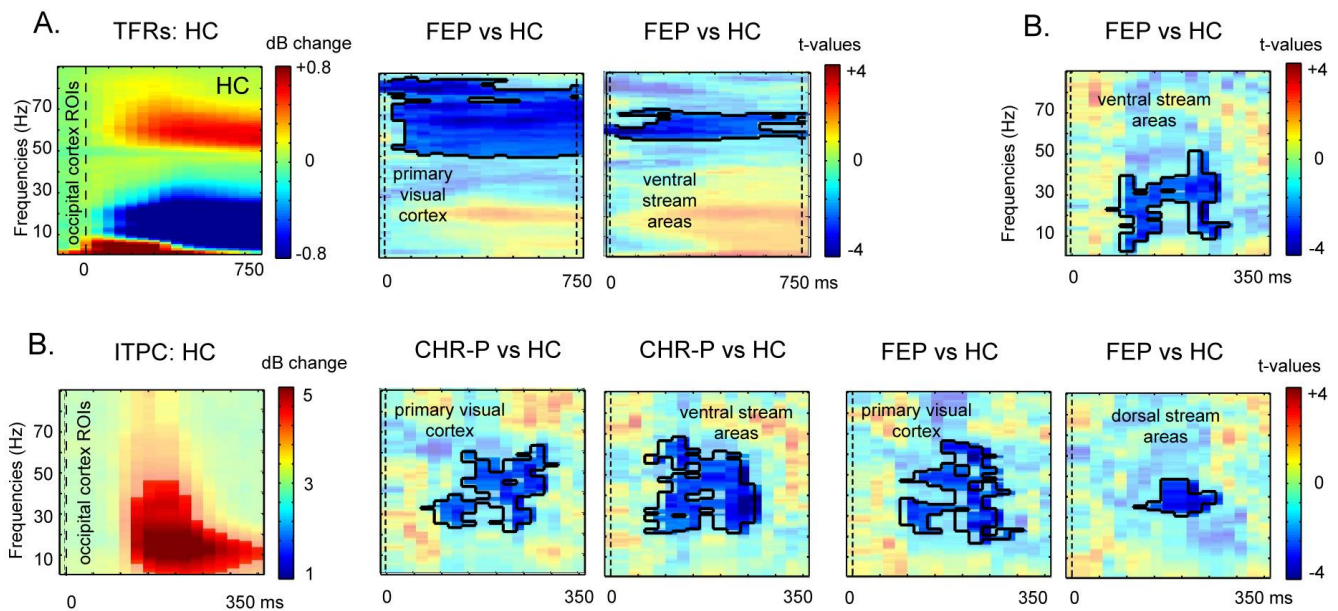 A.
TFRs: HC
dB change
+0.8
0
-0.8
HC
occipital cortex ROIs
Frequencies (Hz)
70
50
30
10
0
750
FEP vs HC
primary
visual
cortex
0
750
FEP vs HC
ventral
stream
areas
0
750 ms
t-values
+4
0
-4
B.
FEP vs HC
t-values
+4
0
-4
ventral stream
areas
Frequencies (Hz)
70
50
30
10
0
350 ms
B.
ITPC: HC
dB change
5
3
1
occipital cortex ROIs
Frequencies (Hz)
70
50
30
10
0
350 ms
CHR-P vs HC
primary visual
cortex
0
350
CHR-P vs HC
ventral stream
areas
0
350
FEP vs HC
primary visual
cortex
0
350
FEP vs HC
dorsal stream
areas
0
350 ms
t-values
+4
0
-4